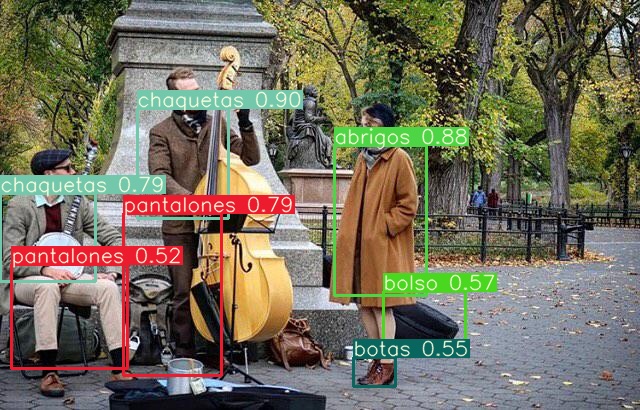 chaquetas 0.90
abrigos 0.88
chaquetas 0.79
pantalones 0.79
pantalones 0.52
bolso 0.57
botas 0.55